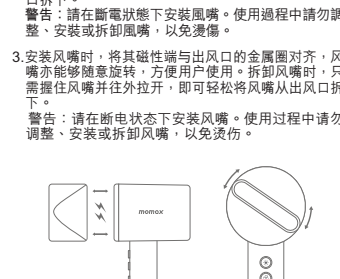 口拆下。
警告：請在斷電狀態下安裝風嘴。使用過程中請勿調
整、安裝或拆卸風嘴，以免燙傷。
3.安装风嘴时，将其磁性端与出风口的金属圈对齐，风
嘴亦能够随意旋转，方便用户使用。拆卸风嘴时，只
需握住风嘴并往外拉开，即可轻松将风嘴从出风口拆
下。
警告：请在断电状态下安装风嘴。使用过程中请勿
调整、安装或拆卸风嘴，以免烫伤。
momax